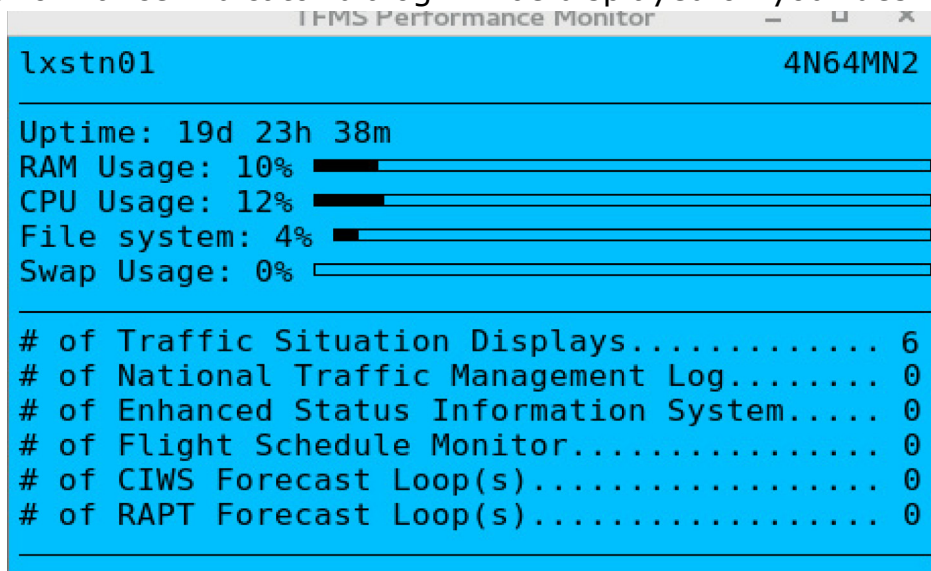 TFMS Performance Monitor
lxstn01 4N64MN2
Uptime: 19d 23h 38m
RAM Usage: 10%
CPU Usage: 12%
File system: 4%
Swap Usage: 0%
# of Traffic Situation Displays............. 6
# of National Traffic Management Log........ 0
# of Enhanced Status Information System..... 0
# of Flight Schedule Monitor................ 0
# of CIWS Forecast Loop(s).................. 0
# of RAPT Forecast Loop(s).................. 0